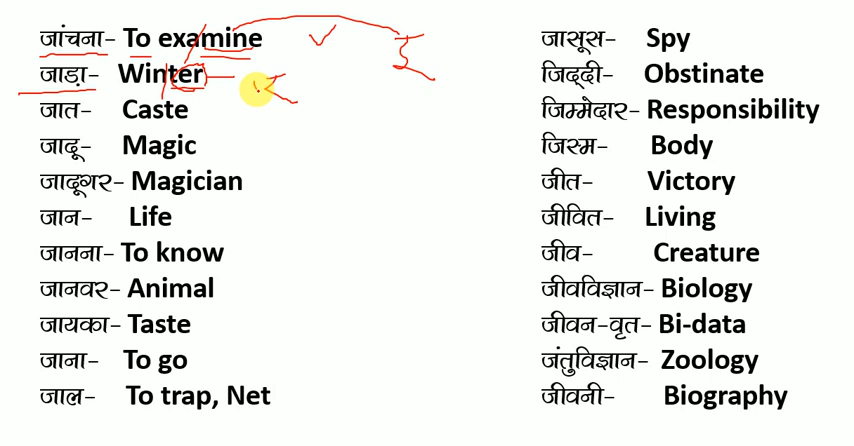 जांचना- To examine
जाडा़- Winter
जात- Caste
जादू- Magic
जादूगर- Magician
जान- Life
जानना- To know
जानवर- Animal
जायका- Taste
जाना- To go
जाल- To trap, Net
जासूस- Spy
जिद्दी- Obstinate
जिम्मेदार- Responsibility
जिस्म- Body
जीत- Victory
जीवित- Living
जीव- Creature
जीवविज्ञान- Biology
जीवन-वृत- Bi-data
जंतुविज्ञान- Zoology
जीवनी- Biography